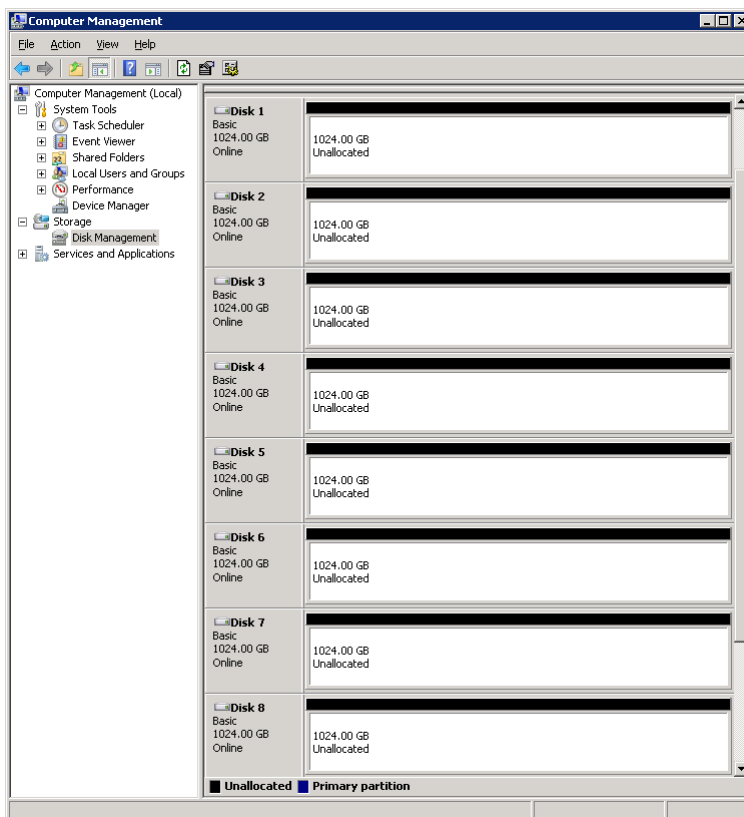 Computer Management
File Action View Help
Computer Management (Local)
System Tools
Task Scheduler
Event Viewer
Shared Folders
Local Users and Groups
Performance
Device Manager
Storage
Disk Management
Services and Applications
Disk 1
Basic
1024.00 GB
Online
1024.00 GB
Unallocated
Disk 2
Basic
1024.00 GB
Online
1024.00 GB
Unallocated
Disk 3
Basic
1024.00 GB
Online
1024.00 GB
Unallocated
Disk 4
Basic
1024.00 GB
Online
1024.00 GB
Unallocated
Disk 5
Basic
1024.00 GB
Online
1024.00 GB
Unallocated
Disk 6
Basic
1024.00 GB
Online
1024.00 GB
Unallocated
Disk 7
Basic
1024.00 GB
Online
1024.00 GB
Unallocated
Disk 8
Basic
1024.00 GB
Online
1024.00 GB
Unallocated
Unallocated Primary partition